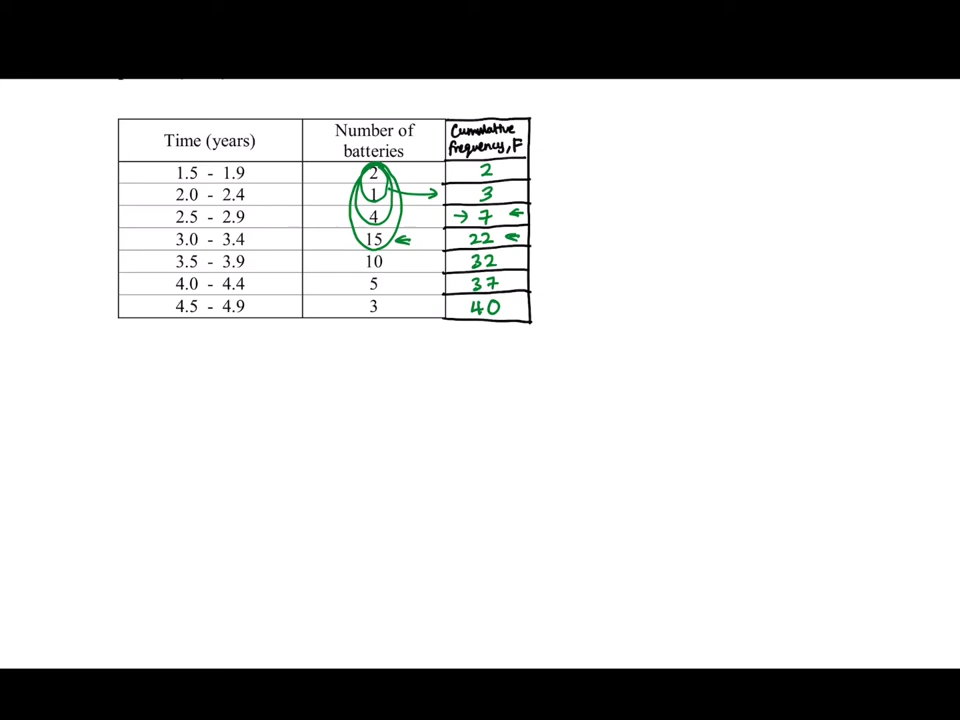 Time (years) Number of batteries Cumulative frequency, F
1.5 - 1.9 2 2
2.0 - 2.4 1 3
2.5 - 2.9 4 7
3.0 - 3.4 15 22
3.5 - 3.9 10 32
4.0 - 4.4 5 37
4.5 - 4.9 3 40